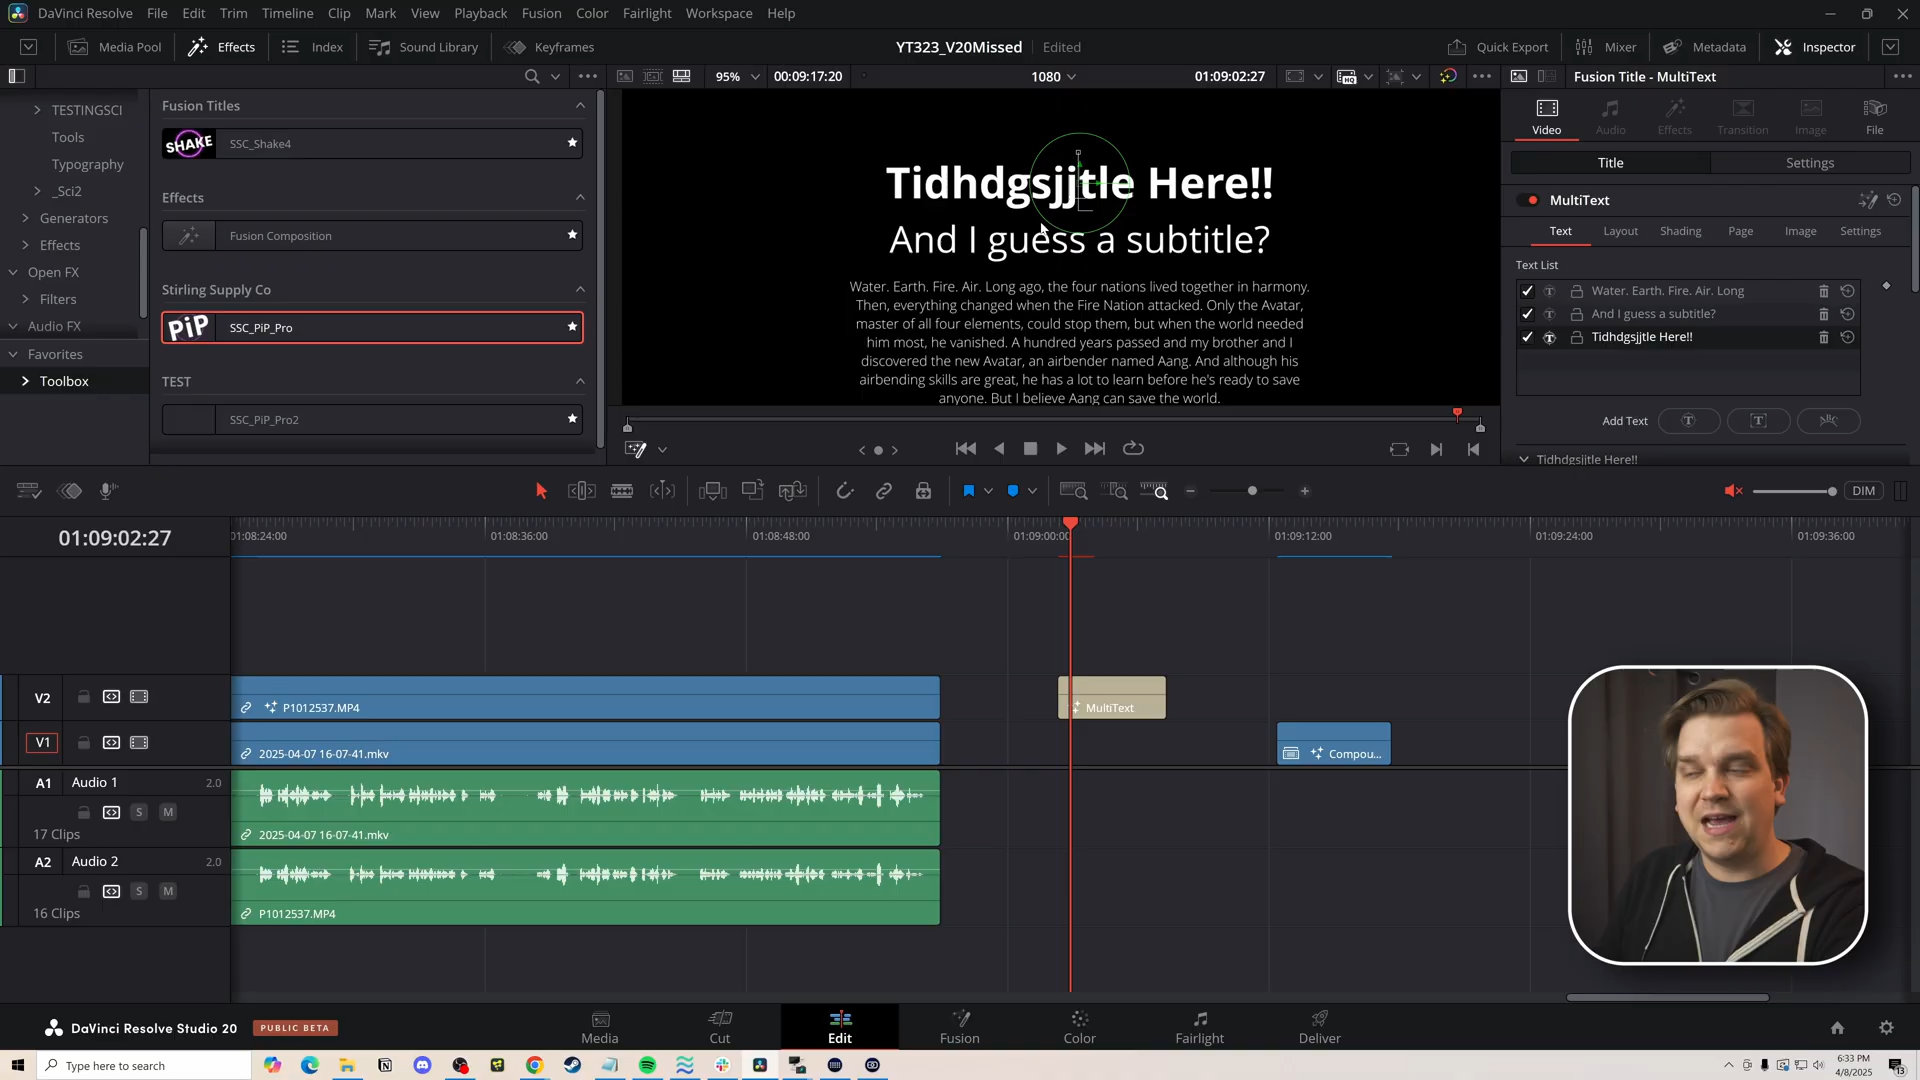 DaVinci Resolve File Edit Trim Timeline Clip Mark View Playback Fusion Color Fairlight Workspace Help
Media Pool Effects Index Sound Library Keyframes YT323_V20Missed Edited Quick Export Mixer Metadata Inspector
95% 00:09:17:20 1080 01:09:02:27 Fusion Title - MultiText
TESTINGSCI
Tools
Typography
_Sci2
Generators
Effects
Open FX
Filters
Audio FX
Favorites
Toolbox
Fusion Titles
SHAKE SSC_Shake4
Effects
Fusion Composition
Stirling Supply Co
PiP SSC_PiP_Pro
TEST
SSC_PiP_Pro2
Tidhdgsjjtle Here!!
And I guess a subtitle?
Water. Earth. Fire. Air. Long ago, the four nations lived together in harmony.
Then, everything changed when the Fire Nation attacked. Only the Avatar,
master of all four elements, could stop them, but when the world needed
him most, he vanished. A hundred years passed and my brother and I
discovered the new Avatar, an airbender named Aang. And although his
airbending skills are great, he has a lot to learn before he's ready to save
anyone. But I believe Aang can save the world.
Video Audio Effects Transition Image File
Title Settings
MultiText
Text Layout Shading Page Image Settings
Text List
Water. Earth. Fire. Air. Long
And I guess a subtitle?
Tidhdgsjjtle Here!!
Add Text
Tidhdgsjjtle Here!!
DIM
01:09:02:27
01:08:24:00 01:08:36:00 01:08:48:00 01:09:00:00 01:09:12:00 01:09:24:00 01:09:36:00
V2 P1012537.MP4 MultiText
V1 2025-04-07 16-07-41.mkv Compou...
A1 Audio 1 2.0
S M
17 Clips 2025-04-07 16-07-41.mkv
A2 Audio 2 2.0
S M
16 Clips P1012537.MP4
DaVinci Resolve Studio 20 PUBLIC BETA
Media Cut Edit Fusion Color Fairlight Deliver
Type here to search
6:33 PM
4/8/2025
13